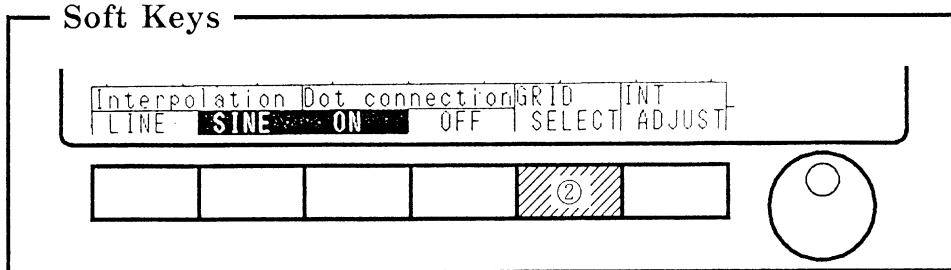 Soft Keys
Interpolation Dot connection GRID INT
LINE SINE ON OFF SELECT ADJUST
②